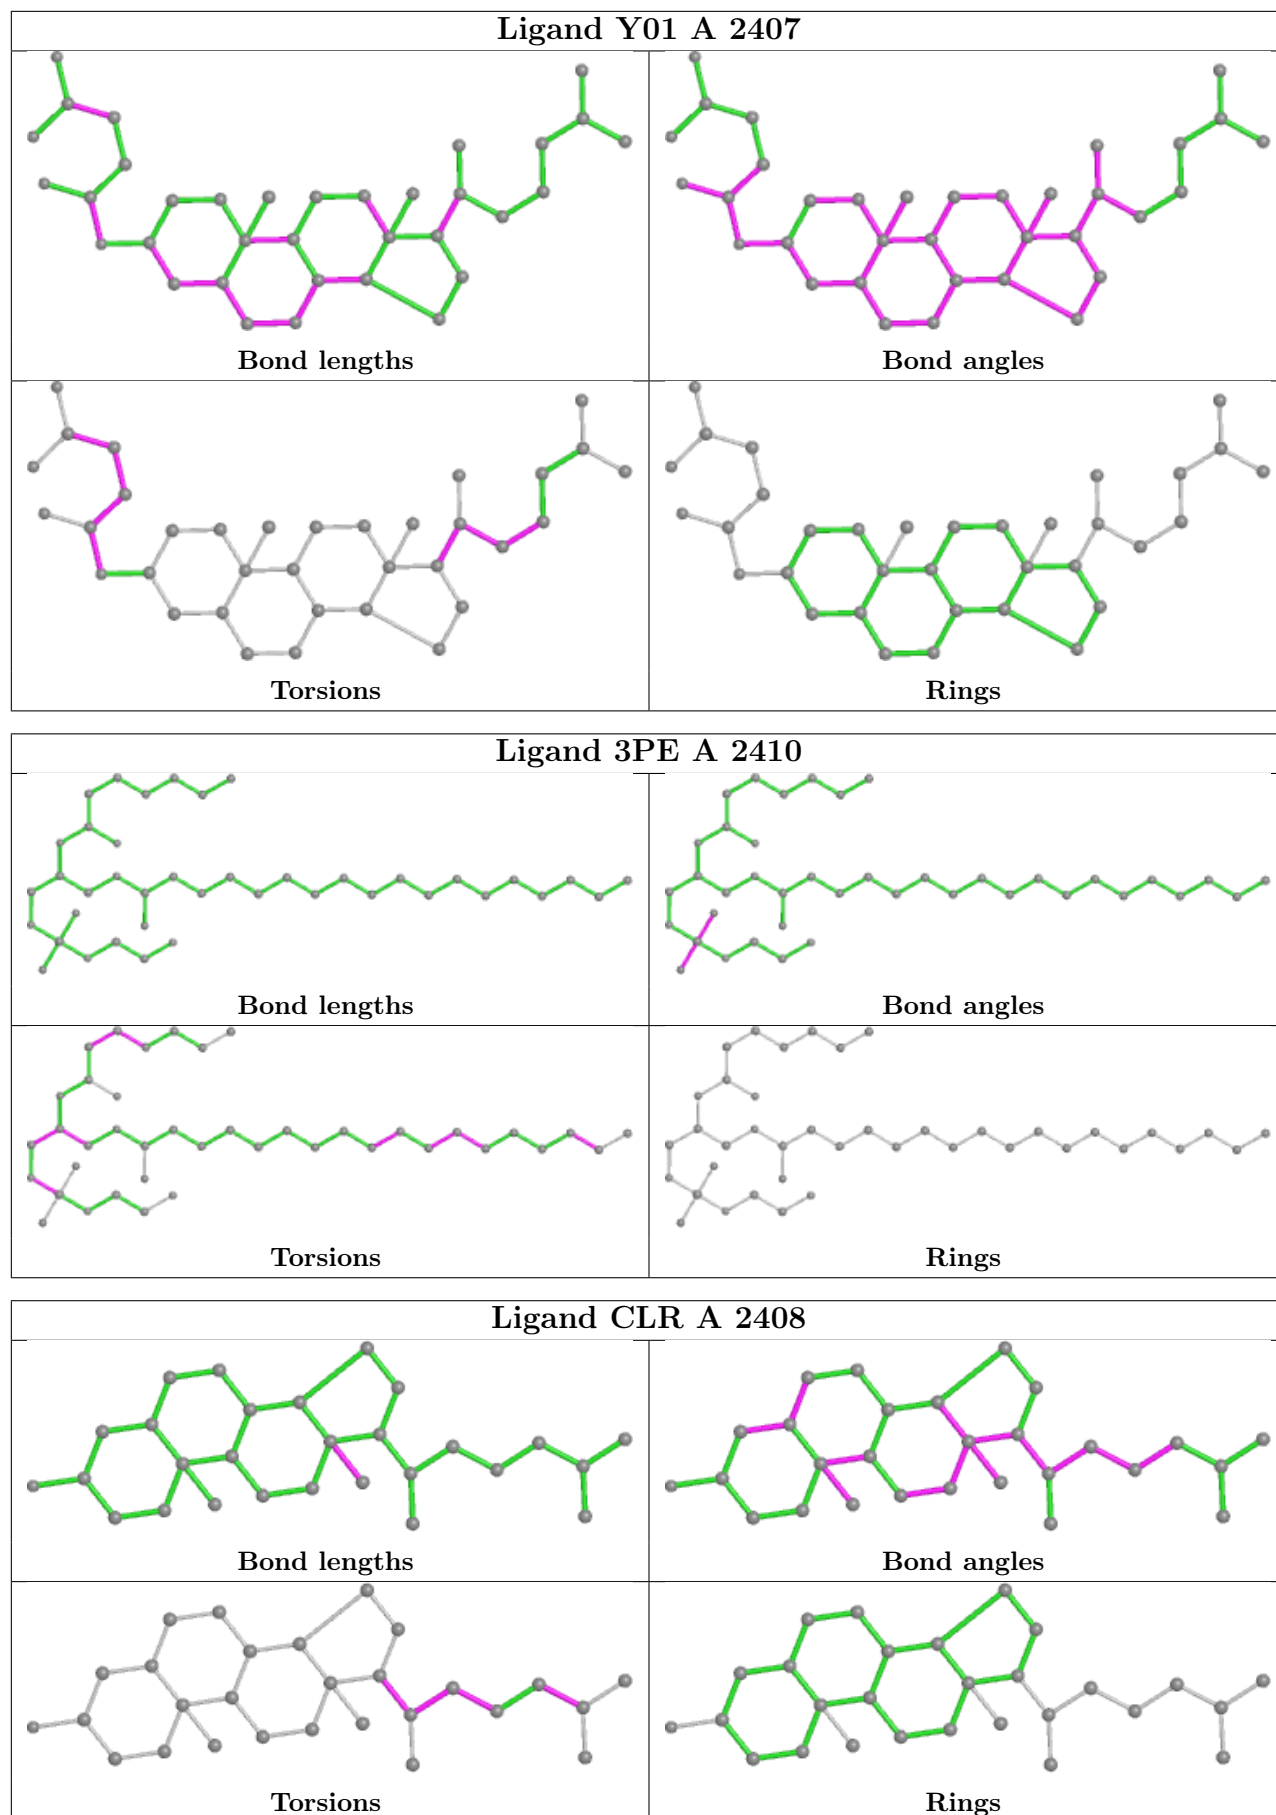 Ligand Y01 A 2407
Bond lengths
Bond angles
Torsions
Rings
Ligand 3PE A 2410
Bond lengths
Bond angles
Torsions
Rings
Ligand CLR A 2408
Bond lengths
Bond angles
Torsions
Rings